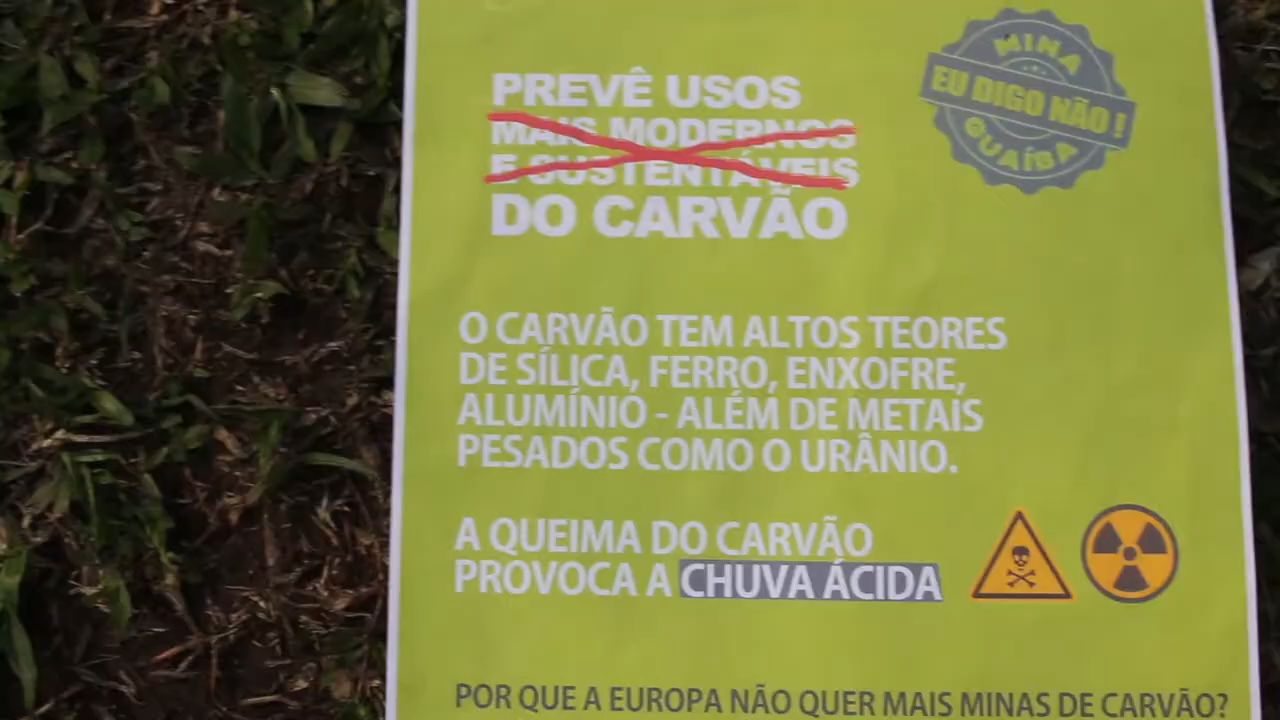 PREVÊ USOS
MAIS MODERNOS
E SUSTENTÁVEIS
DO CARVÃO
MINA
EU DIGO NÃO !
GUAÍBA
O CARVÃO TEM ALTOS TEORES
DE SÍLICA, FERRO, ENXOFRE,
ALUMÍNIO - ALÉM DE METAIS
PESADOS COMO O URÂNIO.
A QUEIMA DO CARVÃO
PROVOCA A CHUVA ÁCIDA
POR QUE A EUROPA NÃO QUER MAIS MINAS DE CARVÃO?